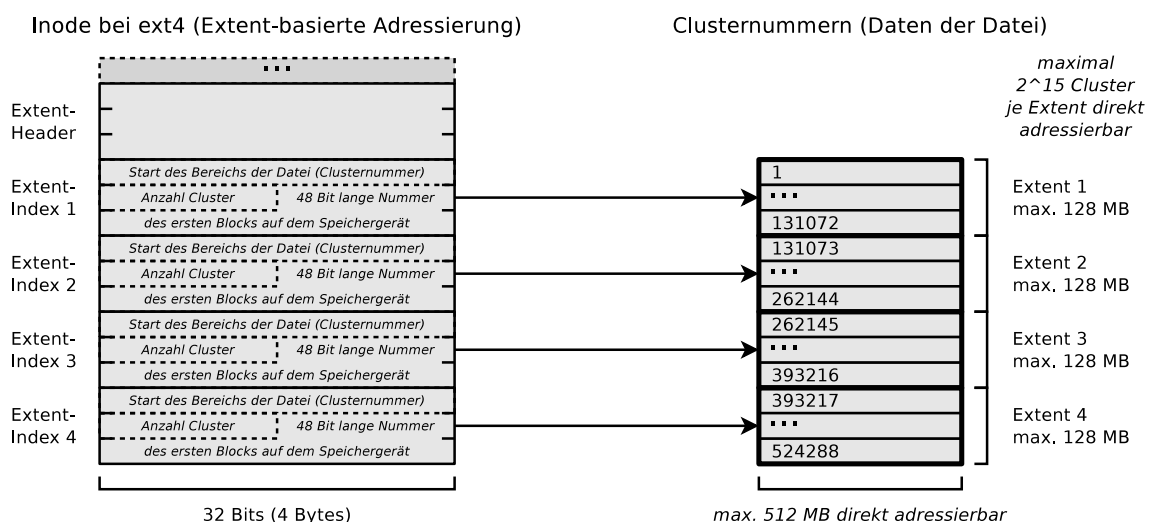 Inode bei ext4 (Extent-basierte Adressierung)
Clusternummern (Daten der Datei)
...
Extent-
Header
Extent-
Index 1
Start des Bereichs der Datei (Clusternummer)
Anzahl Cluster
48 Bit lange Nummer
des ersten Blocks auf dem Speichergerät
Extent-
Index 2
Start des Bereichs der Datei (Clusternummer)
Anzahl Cluster
48 Bit lange Nummer
des ersten Blocks auf dem Speichergerät
Extent-
Index 3
Start des Bereichs der Datei (Clusternummer)
Anzahl Cluster
48 Bit lange Nummer
des ersten Blocks auf dem Speichergerät
Extent-
Index 4
Start des Bereichs der Datei (Clusternummer)
Anzahl Cluster
48 Bit lange Nummer
des ersten Blocks auf dem Speichergerät
32 Bits (4 Bytes)
maximal
2^15 Cluster
je Extent direkt
adressierbar
1
...
131072
Extent 1
max. 128 MB
131073
...
262144
Extent 2
max. 128 MB
262145
...
393216
Extent 3
max. 128 MB
393217
...
524288
Extent 4
max. 128 MB
max. 512 MB direkt adressierbar